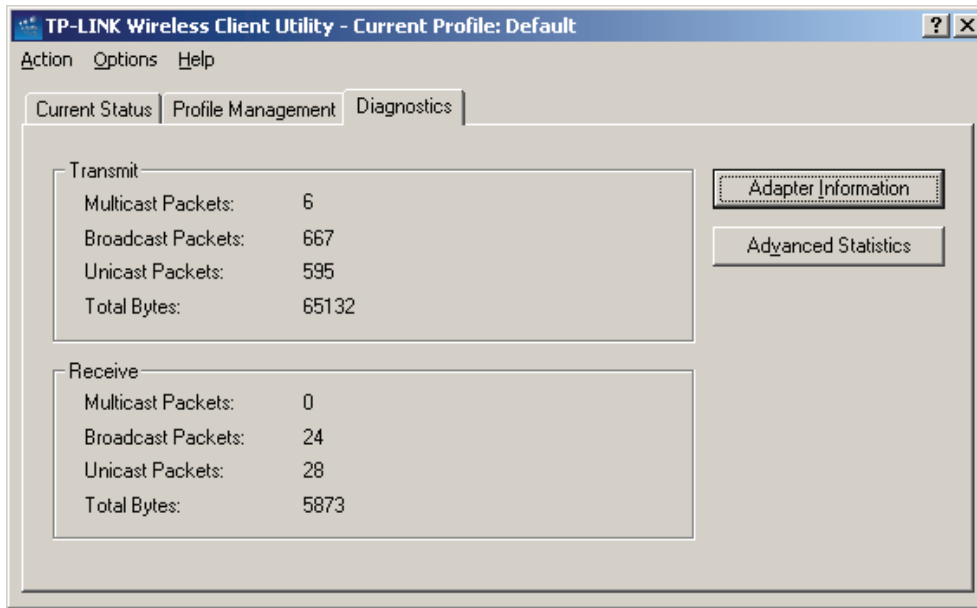 TP-LINK Wireless Client Utility - Current Profile: Default
Action Options Help
Current Status Profile Management Diagnostics
Transmit
Multicast Packets: 6
Broadcast Packets: 667
Unicast Packets: 595
Total Bytes: 65132
Adapter Information
Advanced Statistics
Receive
Multicast Packets: 0
Broadcast Packets: 24
Unicast Packets: 28
Total Bytes: 5873